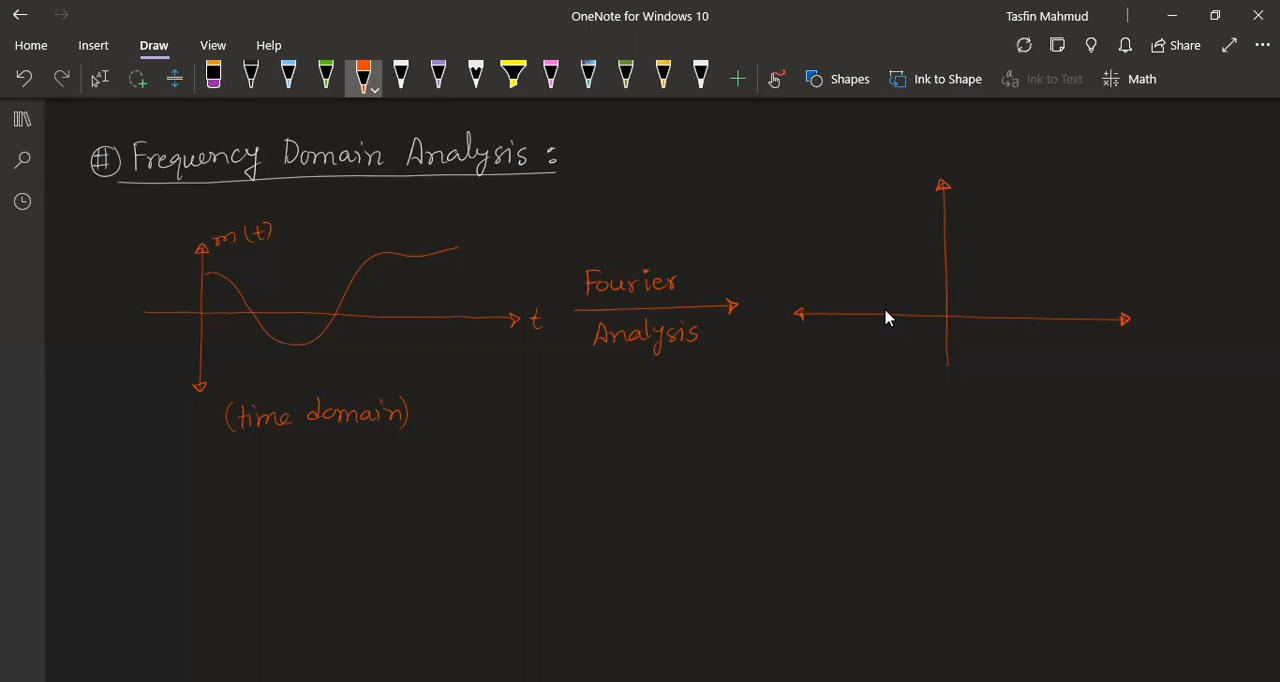 OneNote for Windows 10
Tasfin Mahmud
Home Insert Draw View Help
Share
Shapes Ink to Shape Ink to Text Math
# Frequency Domain Analysis :
m(t)
t
Fourier
Analysis
(time domain)